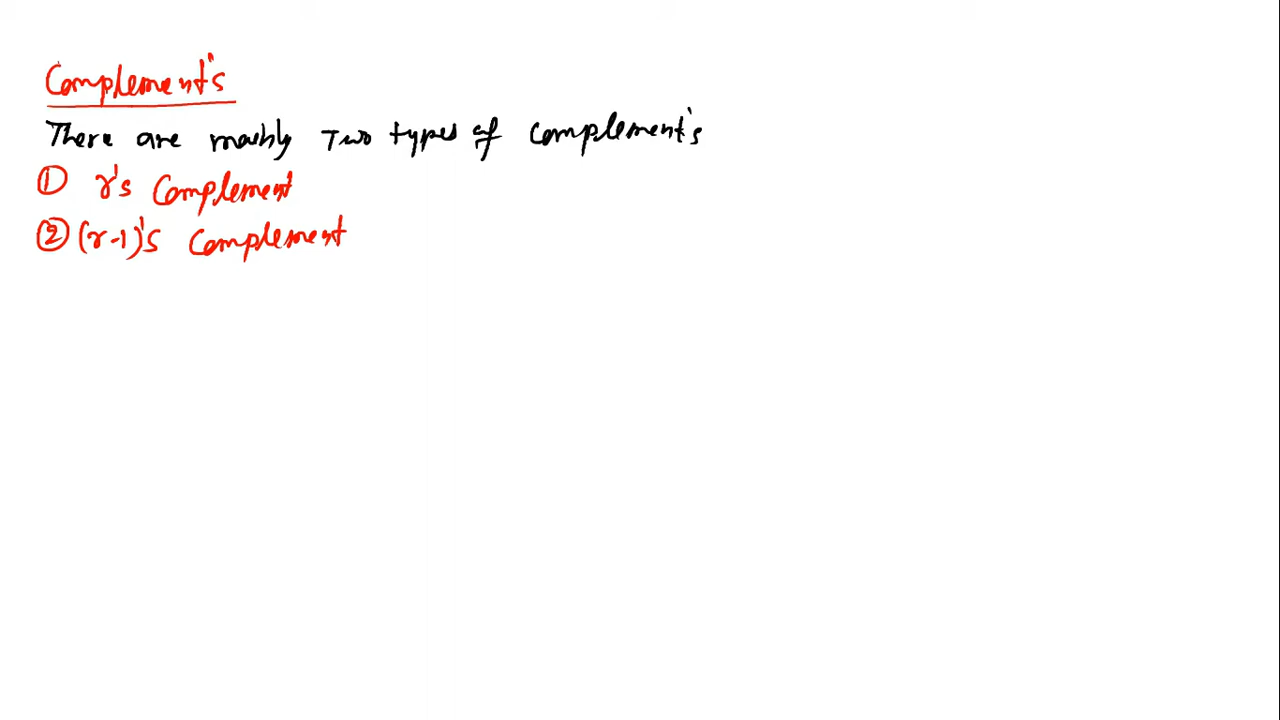 Complement's
There are mainly Two types of complement's
① r's Complement
② (r-1)'s Complement